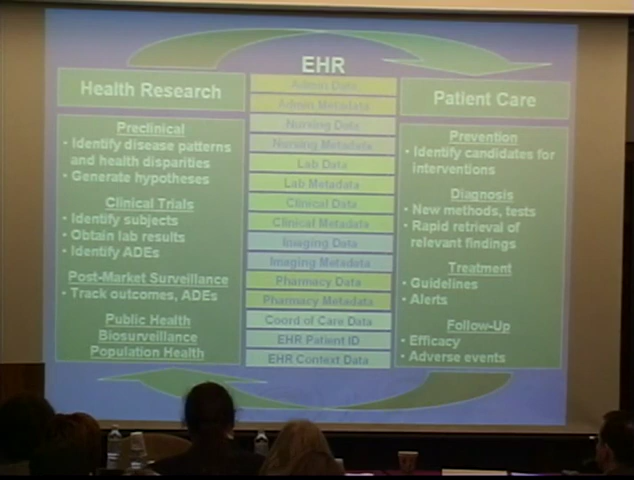 EHR
Health Research
Preclinical
• Identify disease patterns
and health disparities
• Generate hypotheses
Clinical Trials
• Identify subjects
• Obtain lab results
• Identify ADEs
Post-Market Surveillance
• Track outcomes, ADEs
Public Health
Biosurveillance
Population Health
Admin Data
Admin Metadata
Nursing Data
Nursing Metadata
Lab Data
Lab Metadata
Clinical Data
Clinical Metadata
Imaging Data
Imaging Metadata
Pharmacy Data
Pharmacy Metadata
Coord of Care Data
EHR Patient ID
EHR Context Data
Patient Care
Prevention
• Identify candidates for
interventions
Diagnosis
• New methods, tests
• Rapid retrieval of
relevant findings
Treatment
• Guidelines
• Alerts
Follow-Up
• Efficacy
• Adverse events